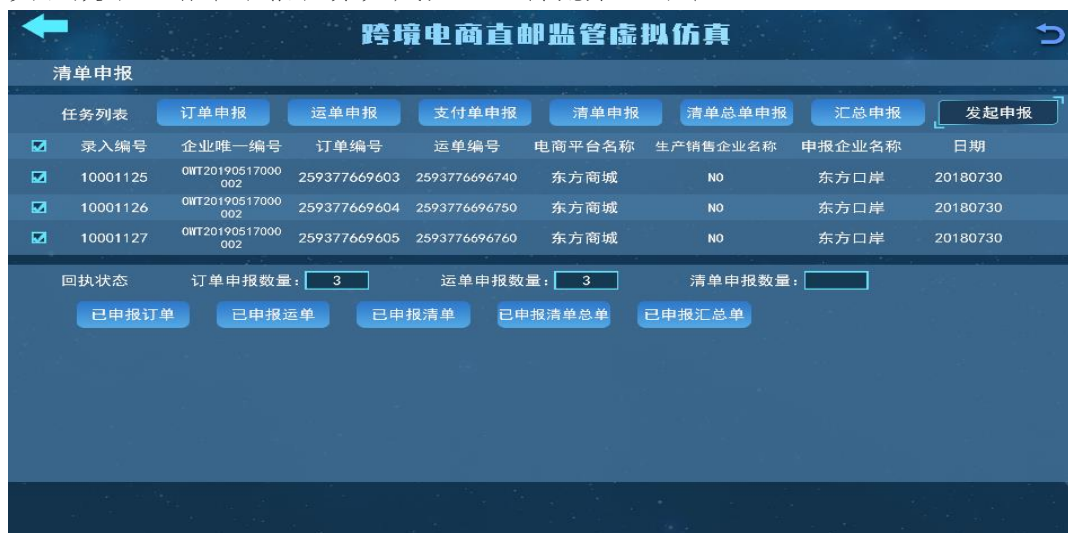 跨境电商直邮监管虚拟仿真
清单申报
任务列表 订单申报 运单申报 支付单申报 清单申报 清单总单申报 汇总申报 发起申报
录入编号 企业唯一编号 订单编号 运单编号 电商平台名称 生产销售企业名称 申报企业名称 日期
10001125 OWT20190517000002 259377669603 2593776696740 东方商城 NO 东方口岸 20180730
10001126 OWT20190517000002 259377669604 2593776696750 东方商城 NO 东方口岸 20180730
10001127 OWT20190517000002 259377669605 2593776696760 东方商城 NO 东方口岸 20180730
回执状态 订单申报数量: 3 运单申报数量: 3 清单申报数量:
已申报订单 已申报运单 已申报清单 已申报清单总单 已申报汇总单